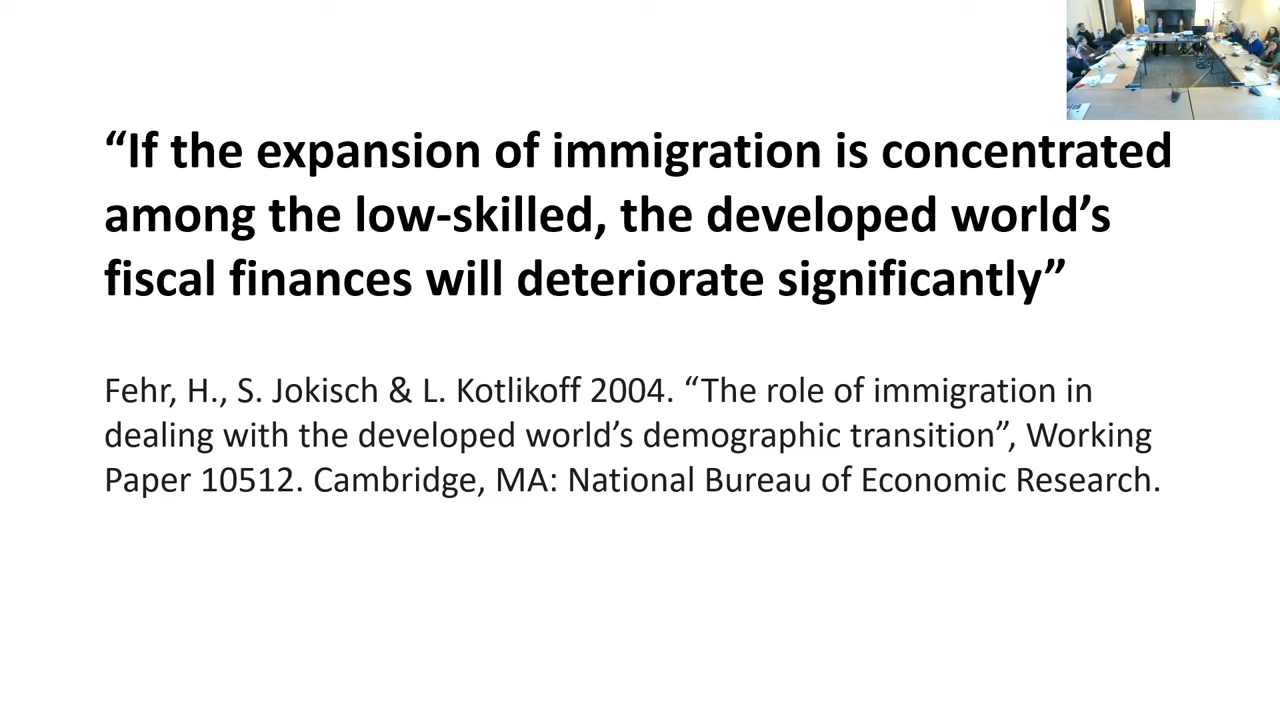 “If the expansion of immigration is concentrated
among the low-skilled, the developed world’s
fiscal finances will deteriorate significantly”
Fehr, H., S. Jokisch & L. Kotlikoff 2004. “The role of immigration in
dealing with the developed world’s demographic transition”, Working
Paper 10512. Cambridge, MA: National Bureau of Economic Research.